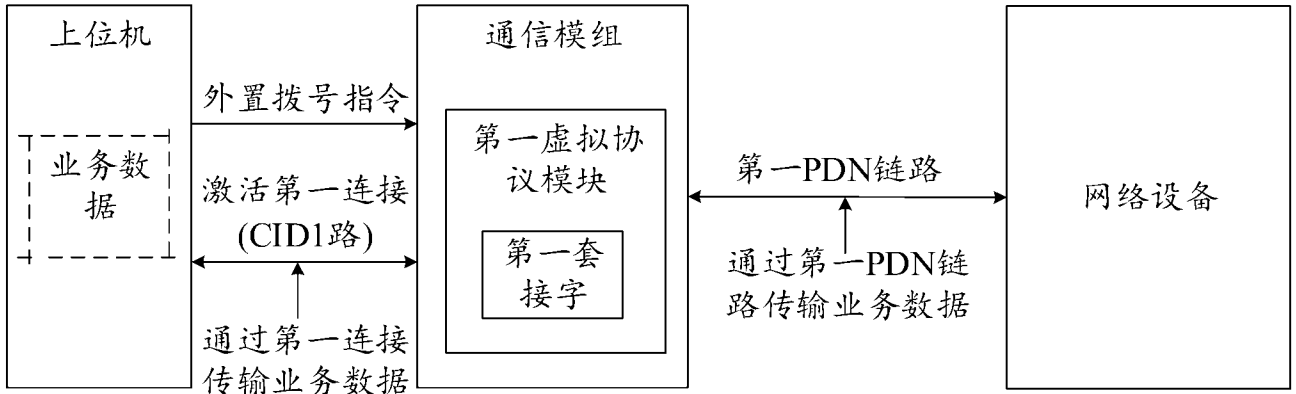 上位机
业务数
据
外置拨号指令
激活第一连接
(CID1路)
通过第一连接
传输业务数据
通信模组
第一虚拟协
议模块
第一套
接字
第一PDN链路
通过第一PDN链
路传输业务数据
网络设备